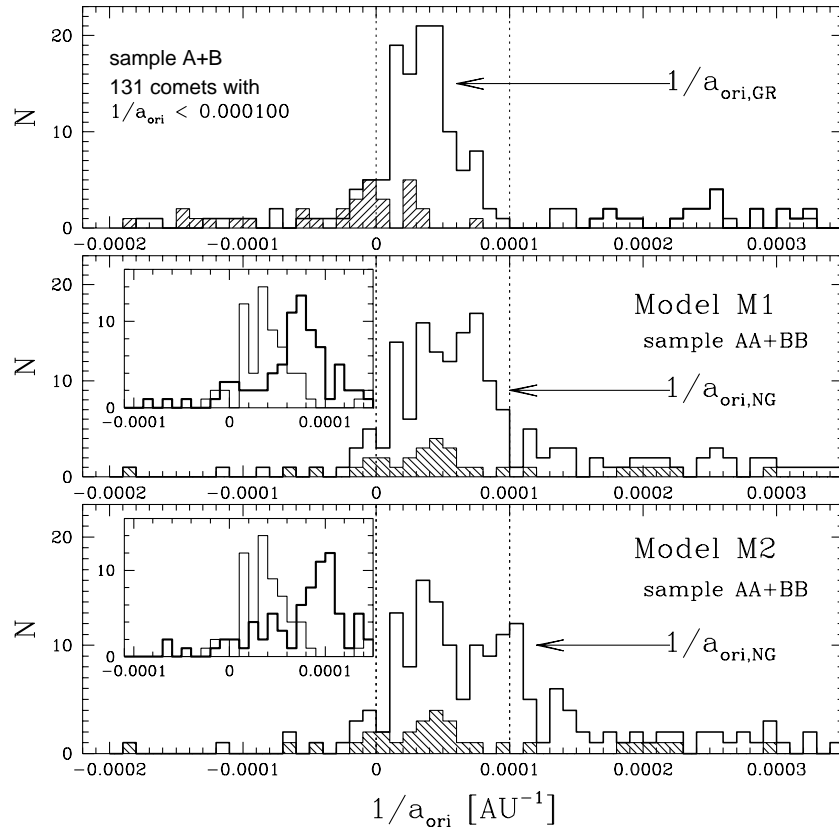 sample A+B
131 comets with
1/a_ori < 0.000100
1/a_ori,GR
N
20
10
0
−0.0002 −0.0001 0 0.0001 0.0002 0.0003
Model M1
sample AA+BB
1/a_ori,NG
N
20
10
0
10
0
−0.0001 0 0.0001
−0.0002 −0.0001 0 0.0001 0.0002 0.0003
Model M2
sample AA+BB
1/a_ori,NG
N
20
10
0
10
0
−0.0001 0 0.0001
−0.0002 −0.0001 0 0.0001 0.0002 0.0003
1/a_ori [AU⁻¹]